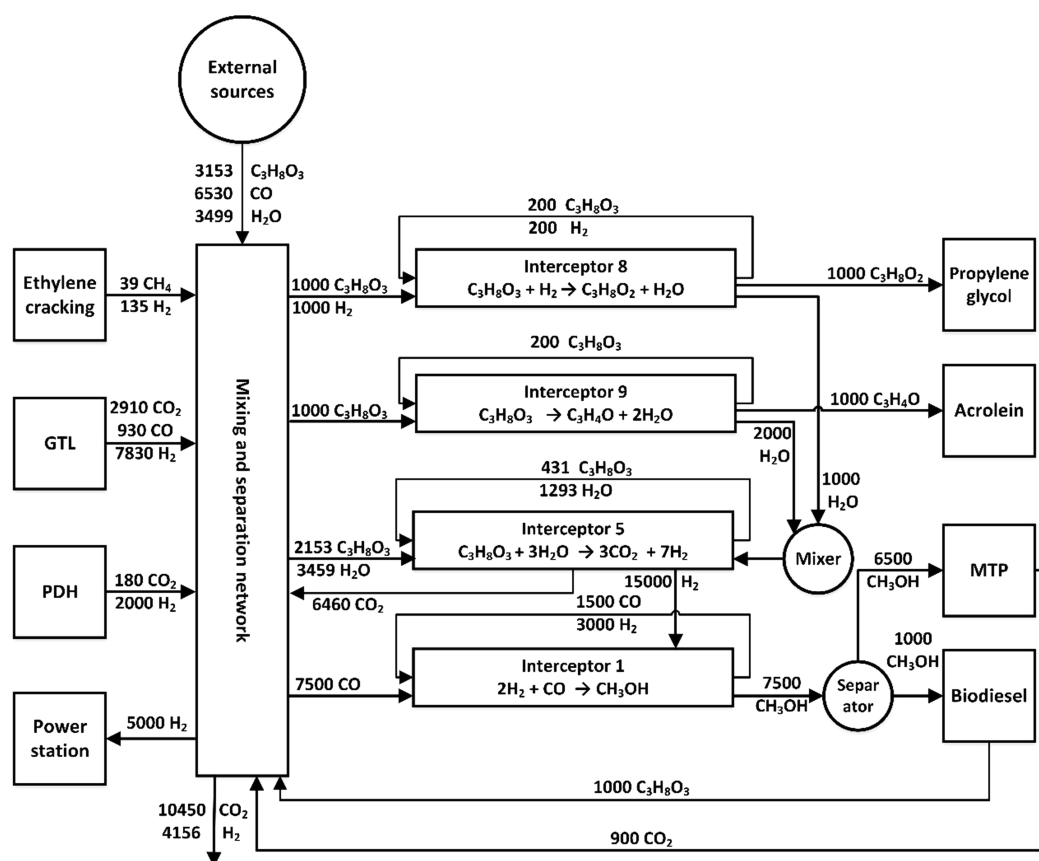 External
sources
3153 C₃H₈O₃
6530 CO
3499 H₂O
Ethylene
cracking
39 CH₄
135 H₂
GTL
2910 CO₂
930 CO
7830 H₂
PDH
180 CO₂
2000 H₂
Power
station
5000 H₂
Mixing and separation network
10450 CO₂
4156 H₂
200 C₃H₈O₃
200 H₂
1000 C₃H₈O₃
1000 H₂
Interceptor 8
C₃H₈O₃ + H₂ → C₃H₈O₂ + H₂O
1000 C₃H₈O₂
Propylene
glycol
200 C₃H₈O₃
1000 C₃H₈O₃
Interceptor 9
C₃H₈O₃ → C₃H₄O + 2H₂O
1000 C₃H₄O
Acrolein
2000
H₂O
1000
H₂O
Mixer
431 C₃H₈O₃
1293 H₂O
2153 C₃H₈O₃
3459 H₂O
Interceptor 5
C₃H₈O₃ + 3H₂O → 3CO₂ + 7H₂
6460 CO₂
15000 H₂
1500 CO
3000 H₂
7500 CO
Interceptor 1
2H₂ + CO → CH₃OH
7500
CH₃OH
Separ
ator
6500
CH₃OH
MTP
1000
CH₃OH
Biodiesel
1000 C₃H₈O₃
900 CO₂